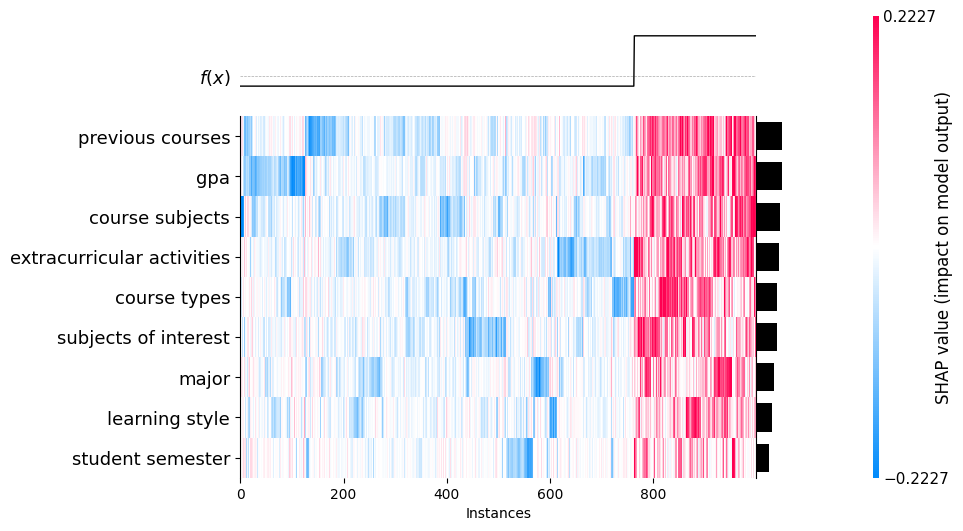 0.2227
f(x)
previous courses
gpa
course subjects
extracurricular activities
course types
subjects of interest
major
learning style
student semester
0 200 400 600 800
Instances
SHAP value (impact on model output)
−0.2227